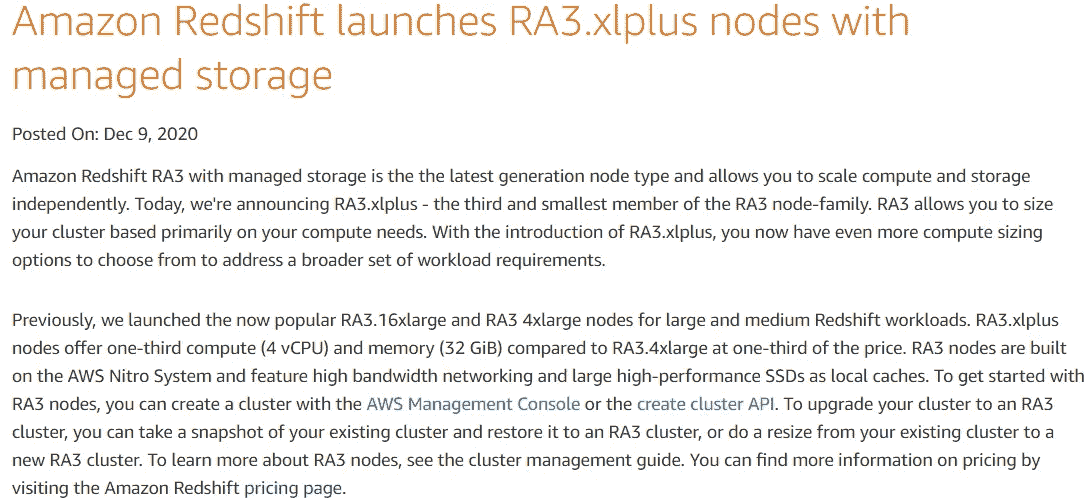 Amazon Redshift launches RA3.xlplus nodes with
managed storage
Posted On: Dec 9, 2020
Amazon Redshift RA3 with managed storage is the the latest generation node type and allows you to scale compute and storage
independently. Today, we're announcing RA3.xlplus - the third and smallest member of the RA3 node-family. RA3 allows you to size
your cluster based primarily on your compute needs. With the introduction of RA3.xlplus, you now have even more compute sizing
options to choose from to address a broader set of workload requirements.
Previously, we launched the now popular RA3.16xlarge and RA3 4xlarge nodes for large and medium Redshift workloads. RA3.xlplus
nodes offer one-third compute (4 vCPU) and memory (32 GiB) compared to RA3.4xlarge at one-third of the price. RA3 nodes are built
on the AWS Nitro System and feature high bandwidth networking and large high-performance SSDs as local caches. To get started with
RA3 nodes, you can create a cluster with the AWS Management Console or the create cluster API. To upgrade your cluster to an RA3
cluster, you can take a snapshot of your existing cluster and restore it to an RA3 cluster, or do a resize from your existing cluster to a
new RA3 cluster. To learn more about RA3 nodes, see the cluster management guide. You can find more information on pricing by
visiting the Amazon Redshift pricing page.